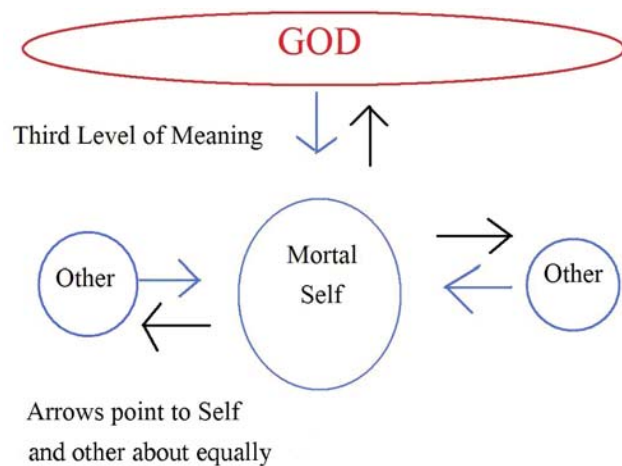 GOD
Third Level of Meaning
Other
Mortal
Self
Other
Arrows point to Self
and other about equally